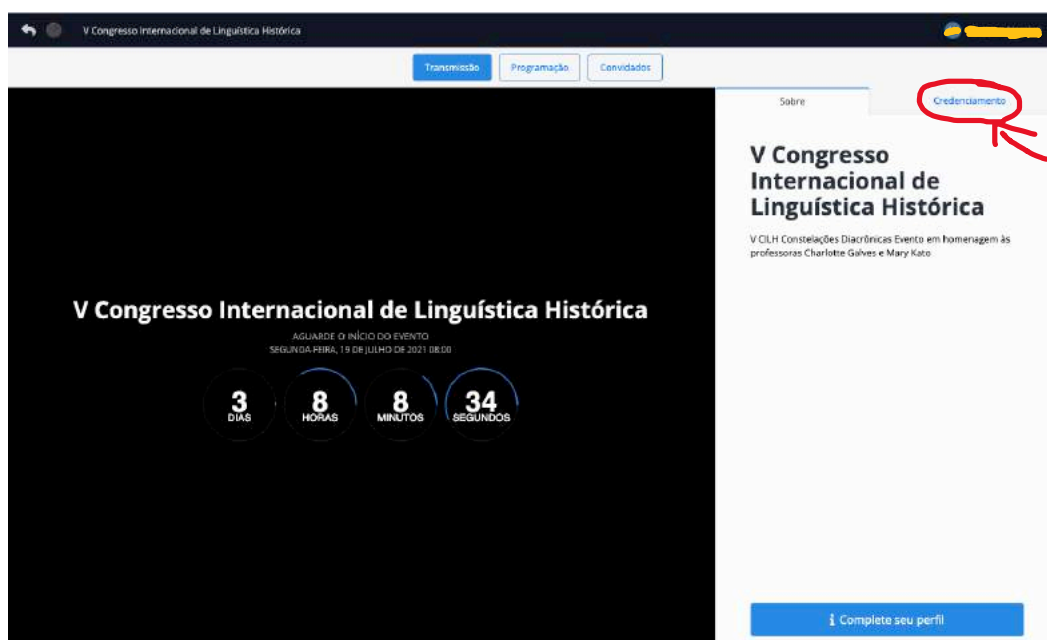 V Congresso Internacional de Linguística Histórica
Transmissão
Programação
Convidados
Sobre
Credenciamento
V Congresso
Internacional de
Linguística Histórica
V CILH Constelações Diacrônicas Evento em homenagem às
professoras Charlotte Galves e Mary Kato
V Congresso Internacional de Linguística Histórica
AGUARDE O INÍCIO DO EVENTO
SEGUNDA-FEIRA, 19 DE JULHO DE 2021 08:00
3
DIAS
8
HORAS
8
MINUTOS
34
SEGUNDOS
Complete seu perfil